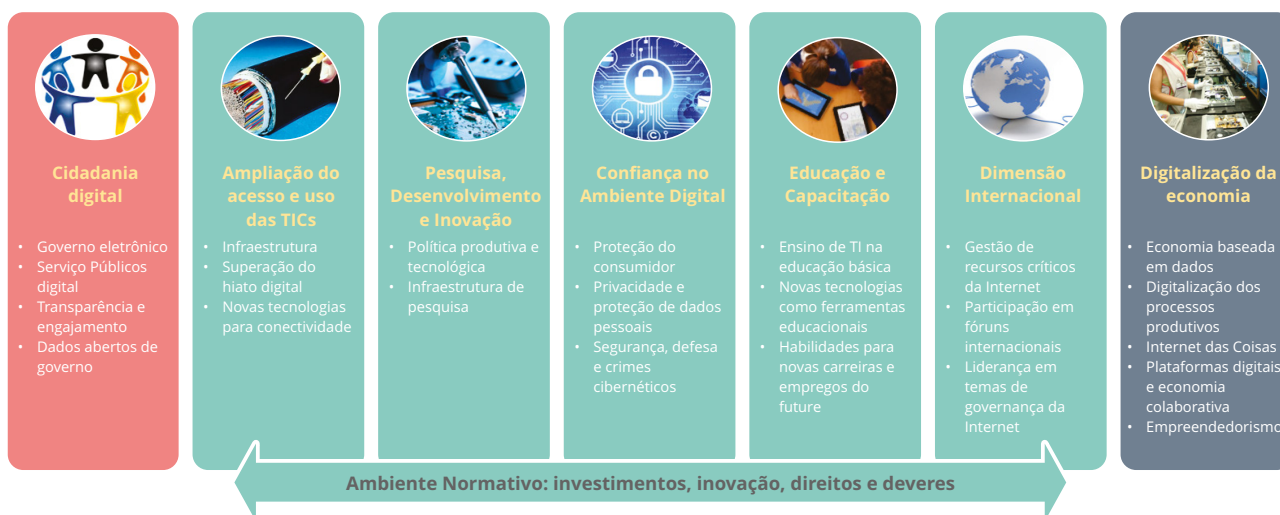 Cidadania
digital
• Governo eletrônico
• Serviço Públicos
digital
• Transparência e
engajamento
• Dados abertos de
governo
Ampliação do
acesso e uso
das TICs
• Infraestrutura
• Superação do
hiato digital
• Novas tecnologias
para conectividade
Pesquisa,
Desenvolvimento
e Inovação
• Política produtiva e
tecnológica
• Infraestrutura de
pesquisa
Confiança no
Ambiente Digital
• Proteção do
consumidor
• Privacidade e
proteção de dados
pessoais
• Segurança, defesa
e crimes
cibernéticos
Educação e
Capacitação
• Ensino de TI na
educação básica
• Novas tecnologias
como ferramentas
educacionais
• Habilidades para
novas carreiras e
empregos do
future
Dimensão
Internacional
• Gestão de
recursos críticos
da Internet
• Participação em
fóruns
internacionais
• Liderança em
temas de
governança da
Internet
Digitalização da
economia
• Economia baseada
em dados
• Digitalização dos
processos
produtivos
• Internet das Coisas
• Plataformas digitais
e economia
colaborativa
• Empreendedorismo
Ambiente Normativo: investimentos, inovação, direitos e deveres